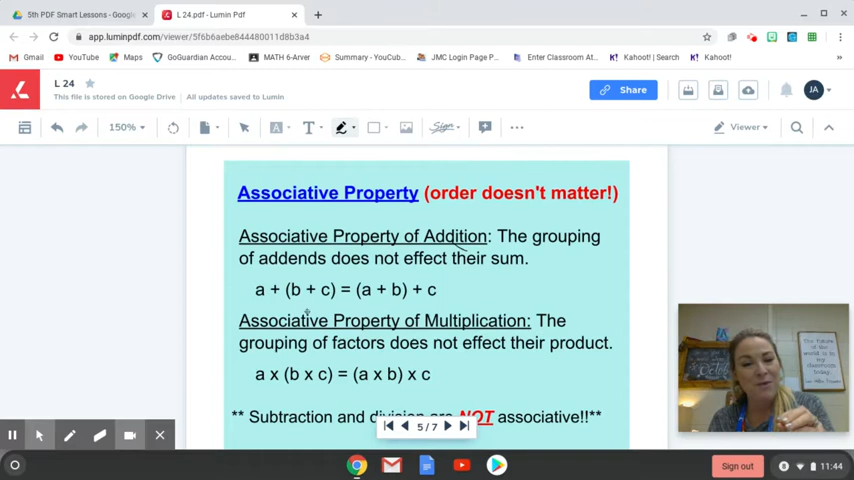 5th PDF Smart Lessons - Google
L 24.pdf - Lumin Pdf
app.luminpdf.com/viewer/5f6b6aebe844480011d8b3a4
Gmail
YouTube
Maps
GoGuardian Accou...
MATH 6-Arver
Summary - YouCub...
JMC Login Page P...
Enter Classroom At...
Kahoot! | Search
Kahoot!
L 24
This file is stored on Google Drive
All updates saved to Lumin
Share
JA
150%
T
Sign
Viewer
Associative Property (order doesn't matter!)
Associative Property of Addition: The grouping
of addends does not effect their sum.
a + (b + c) = (a + b) + c
Associative Property of Multiplication: The
grouping of factors does not effect their product.
a x (b x c) = (a x b) x c
** Subtraction and division are NOT associative!!**
5 / 7
Sign out
11:44